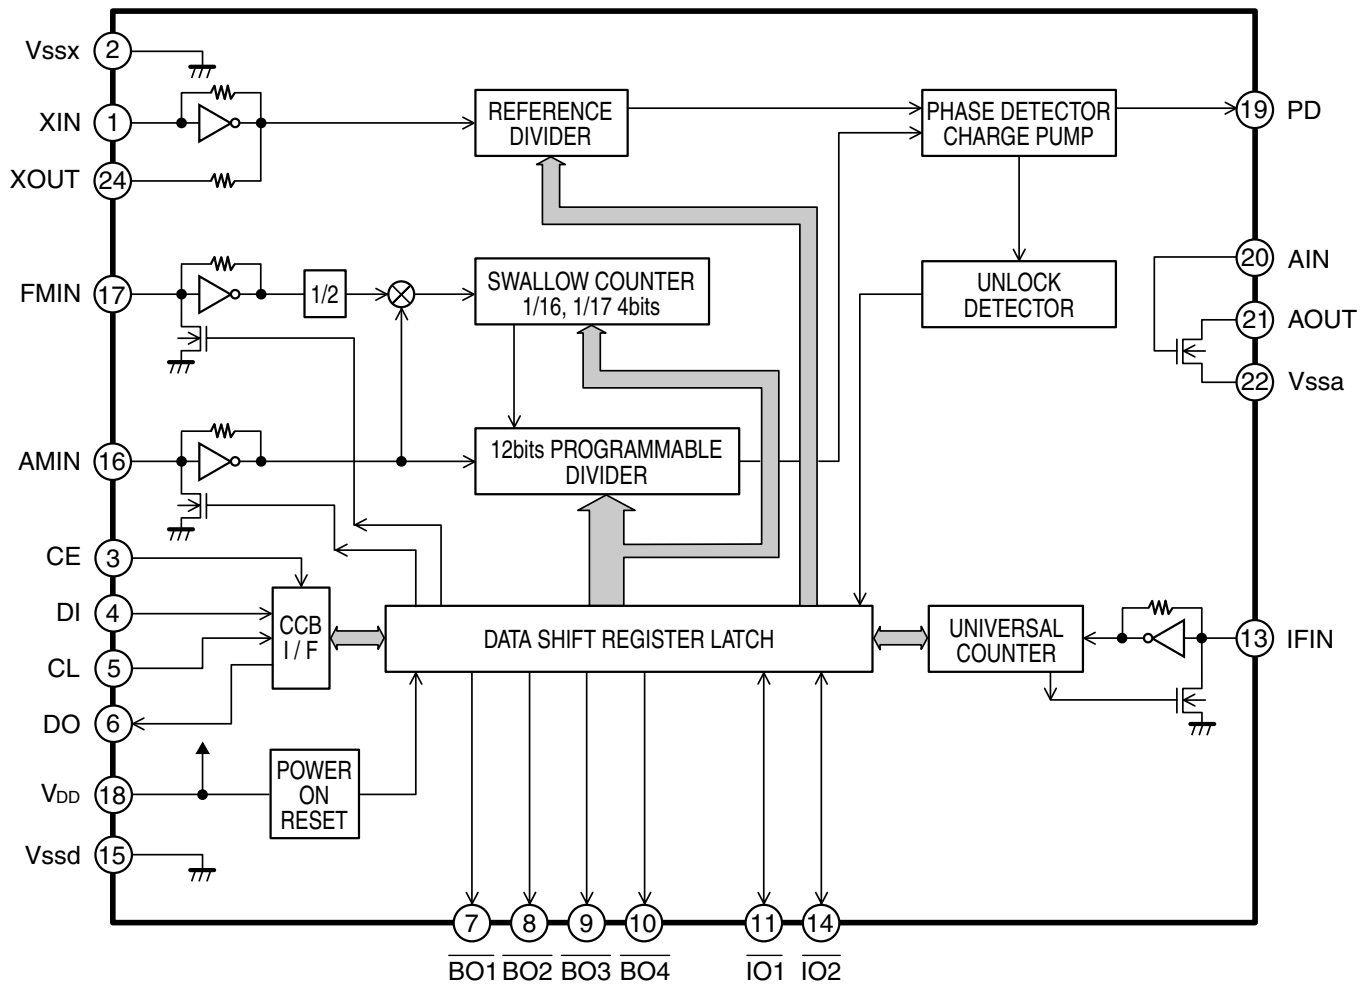 Vssx 2
XIN 1
REFERENCE
DIVIDER
PHASE DETECTOR
CHARGE PUMP
19 PD
XOUT 24
FMIN 17
1/2
SWALLOW COUNTER
1/16, 1/17 4bits
UNLOCK
DETECTOR
20 AIN
21 AOUT
22 Vssa
AMIN 16
12bits PROGRAMMABLE
DIVIDER
CE 3
DI 4
CL 5
DO 6
CCB
I / F
DATA SHIFT REGISTER LATCH
UNIVERSAL
COUNTER
13 IFIN
VDD 18
POWER
ON
RESET
Vssd 15
7 8 9 10 11 14
BO1 BO2 BO3 BO4 IO1 IO2